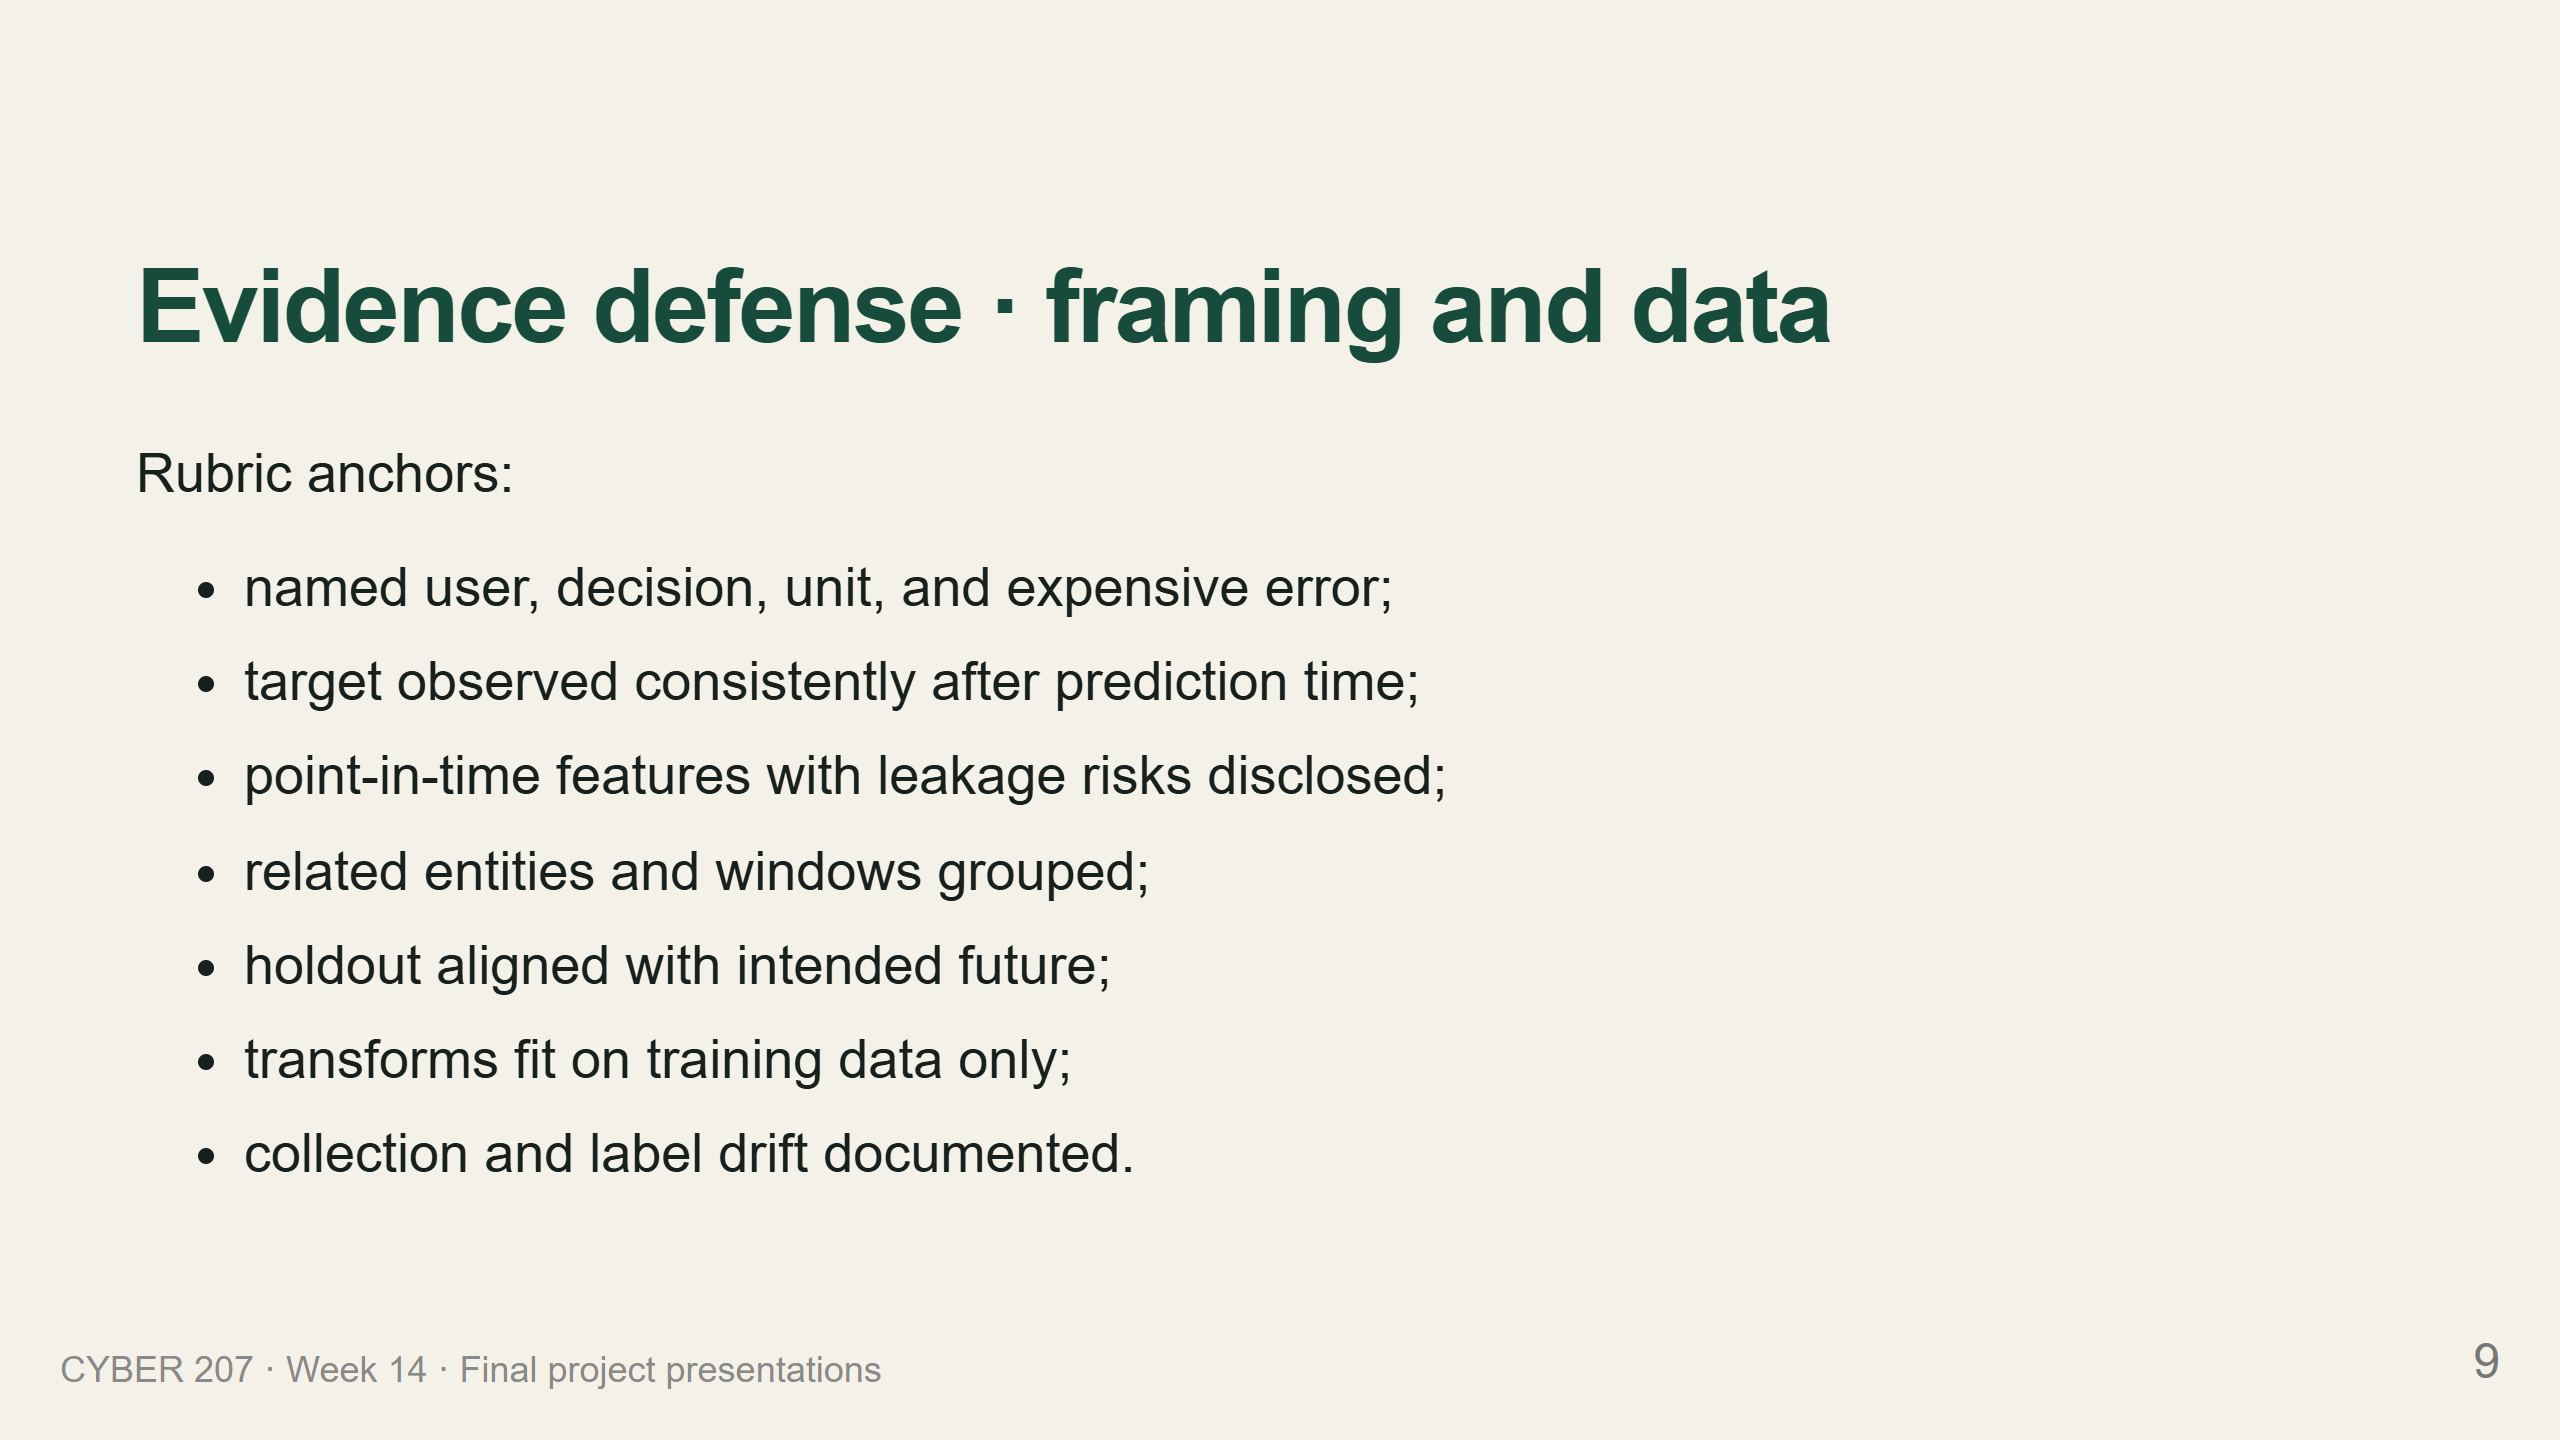 Evidence defense · framing and data
Rubric anchors:
• named user, decision, unit, and expensive error;
• target observed consistently after prediction time;
• point-in-time features with leakage risks disclosed;
• related entities and windows grouped;
• holdout aligned with intended future;
• transforms fit on training data only;
• collection and label drift documented.
CYBER 207 · Week 14 · Final project presentations
9